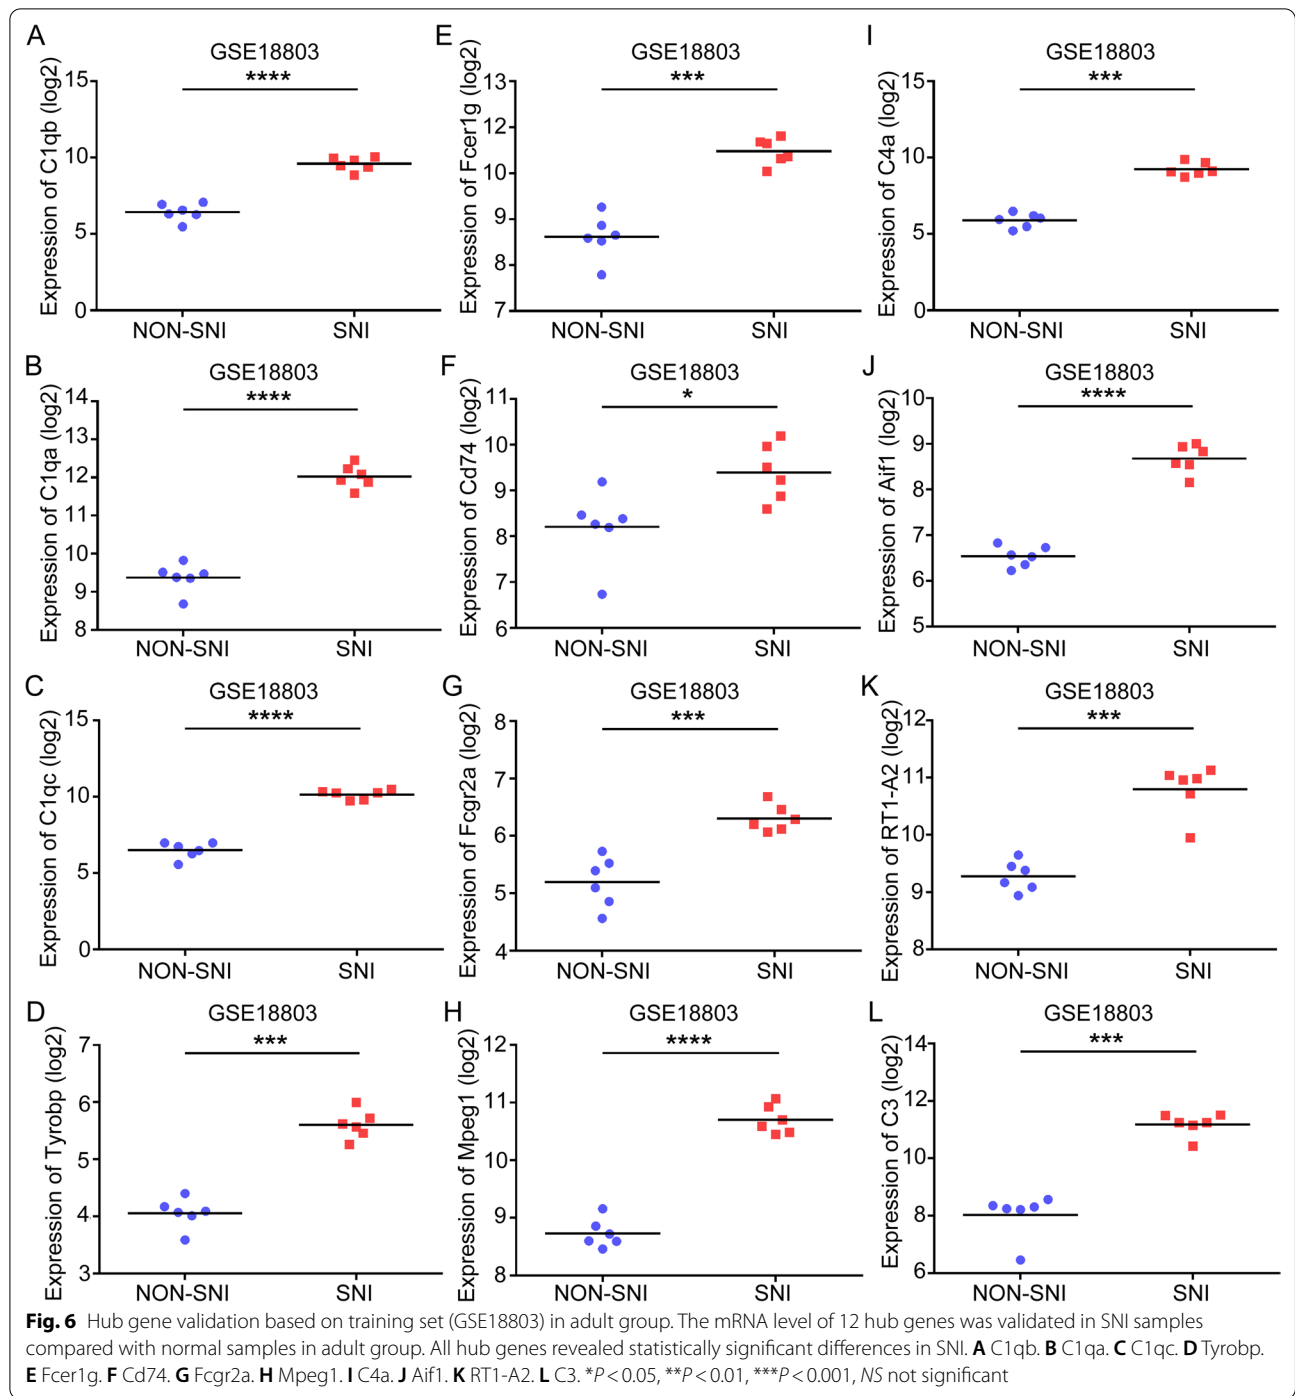 A
GSE18803
****
Expression of C1qb (log2)
15
10
5
0
NON-SNI SNI
E
GSE18803
***
Expression of Fcer1g (log2)
13
12
10
9
8
7
NON-SNI SNI
I
GSE18803
***
Expression of C4a (log2)
15
10
5
0
NON-SNI SNI
B
GSE18803
****
Expression of C1qa (log2)
14
13
12
11
10
9
8
NON-SNI SNI
F
GSE18803
*
Expression of Cd74 (log2)
11
10
9
8
7
6
NON-SNI SNI
J
GSE18803
****
Expression of Aif1 (log2)
10
9
8
7
6
5
NON-SNI SNI
C
GSE18803
****
Expression of C1qc (log2)
15
10
5
0
NON-SNI SNI
G
GSE18803
***
Expression of Fcgr2a (log2)
8
7
6
5
4
NON-SNI SNI
K
GSE18803
***
Expression of RT1-A2 (log2)
12
11
10
9
8
NON-SNI SNI
D
GSE18803
***
Expression of Tyrobp (log2)
7
6
5
4
3
NON-SNI SNI
H
GSE18803
****
Expression of Mpeg1 (log2)
12
11
10
9
8
NON-SNI SNI
L
GSE18803
***
Expression of C3 (log2)
14
12
10
8
6
NON-SNI SNI
Fig. 6 Hub gene validation based on training set (GSE18803) in adult group. The mRNA level of 12 hub genes was validated in SNI samples
compared with normal samples in adult group. All hub genes revealed statistically significant differences in SNI. A C1qb. B C1qa. C C1qc. D Tyrobp.
E Fcer1g. F Cd74. G Fcgr2a. H Mpeg1. I C4a. J Aif1. K RT1-A2. L C3. *P < 0.05, **P < 0.01, ***P < 0.001, NS not significant